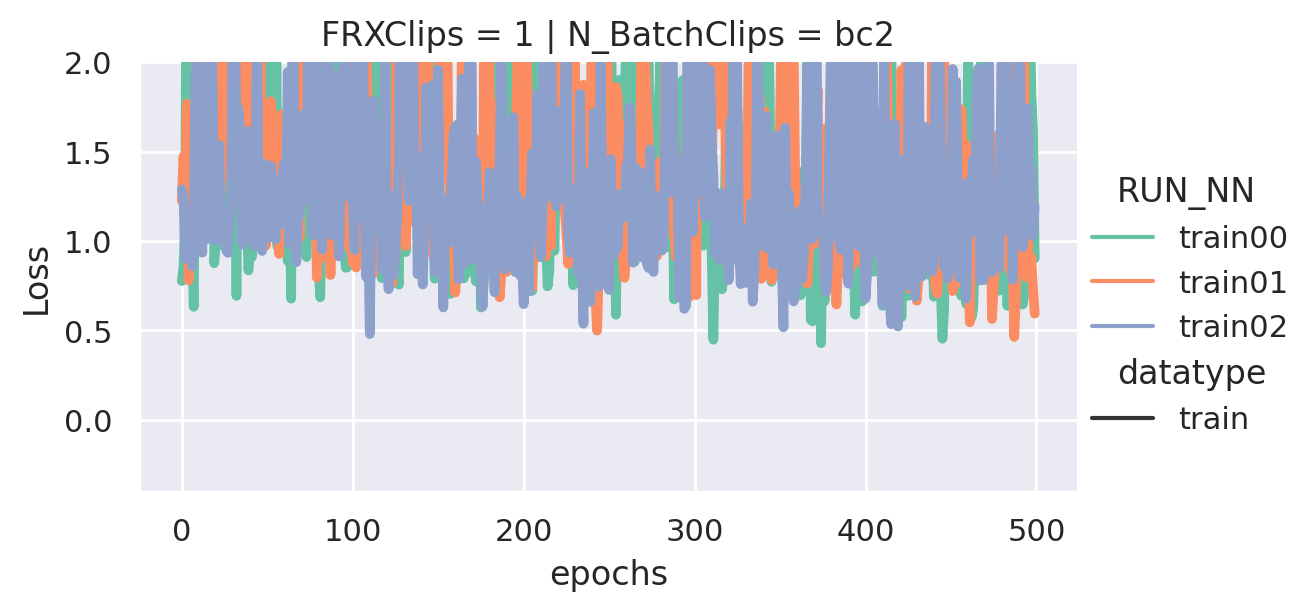 FRXClips = 1 | N_BatchClips = bc2
2.0
1.5
1.0
0.5
0.0
Loss
0 100 200 300 400 500
epochs
RUN_NN
train00
train01
train02
datatype
train